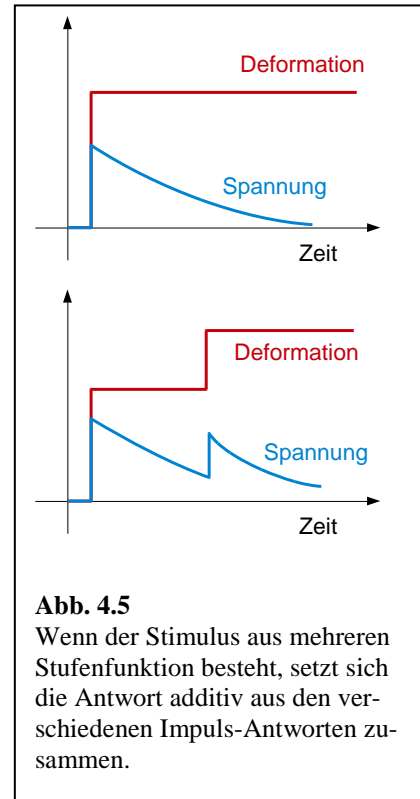 Deformation
Spannung
Zeit
Deformation
Spannung
Zeit
Abb. 4.5
Wenn der Stimulus aus mehreren
Stufenfunktion besteht, setzt sich
die Antwort additiv aus den ver-
schiedenen Impuls-Antworten zu-
sammen.